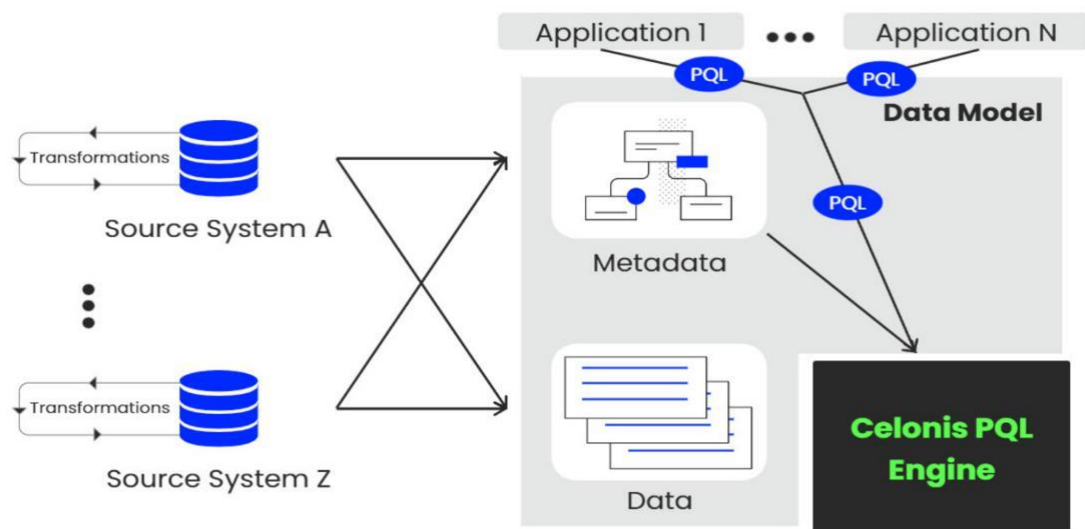 Application 1
Application N
PQL
PQL
Data Model
Transformations
Source System A
PQL
Metadata
Transformations
Source System Z
Data
Celonis PQL
Engine